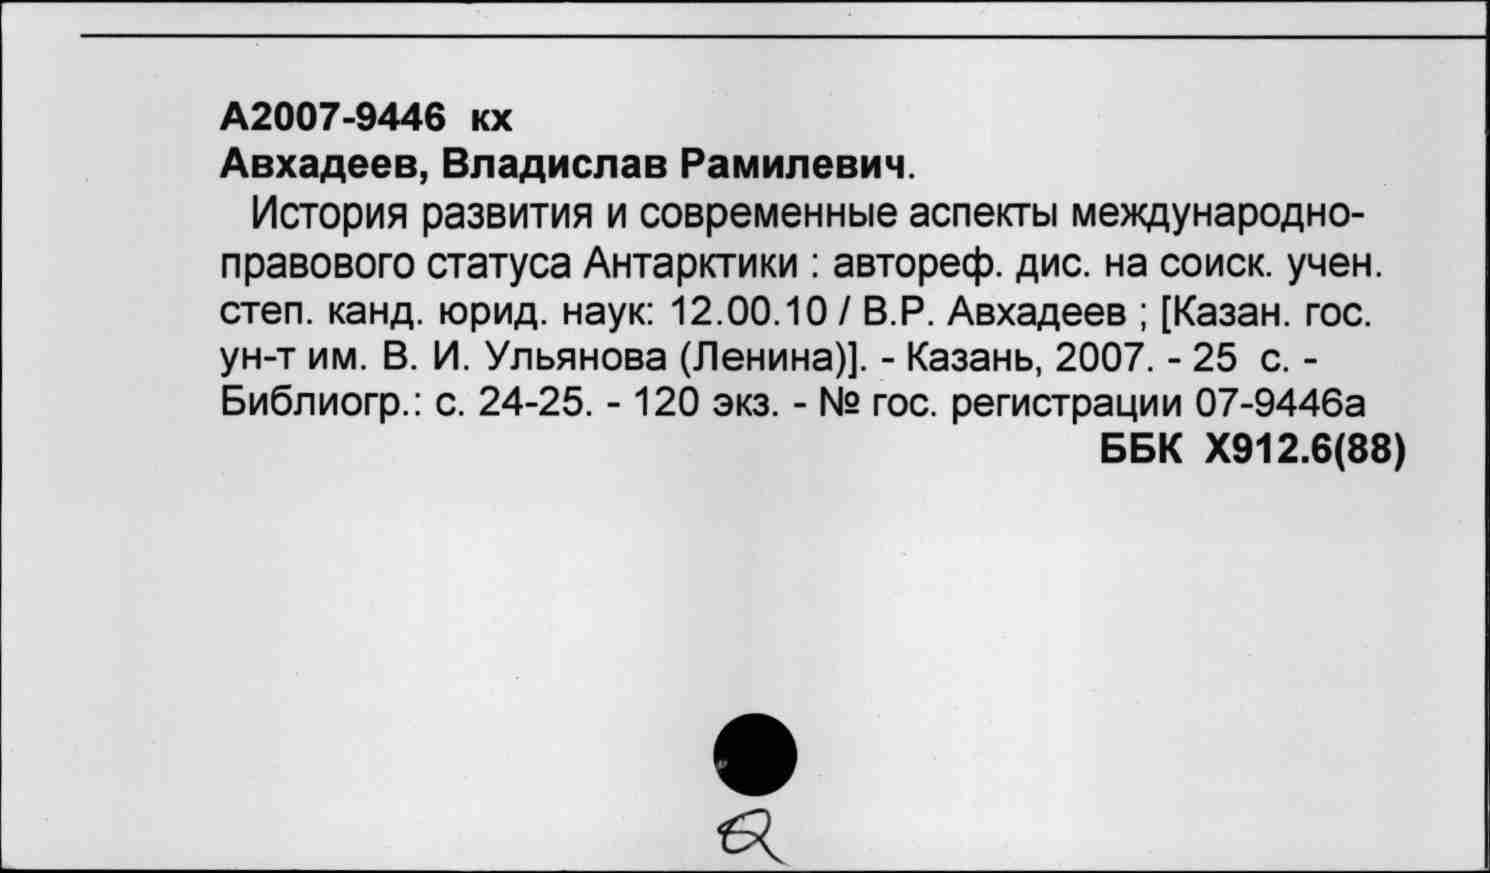 А2007-9446 кх
Авхадеев, Владислав Рамилевич.
История развития и современные аспекты международно-
правового статуса Антарктики : автореф. дис. на соиск. учен.
степ. канд. юрид. наук: 12.00.10 / В.Р. Авхадеев ; [Казан. гос.
ун-т им. В. И. Ульянова (Ленина)]. - Казань, 2007. - 25 с. -
Библиогр.: с. 24-25. - 120 экз. - № гос. регистрации 07-9446а
ББК Х912.6(88)